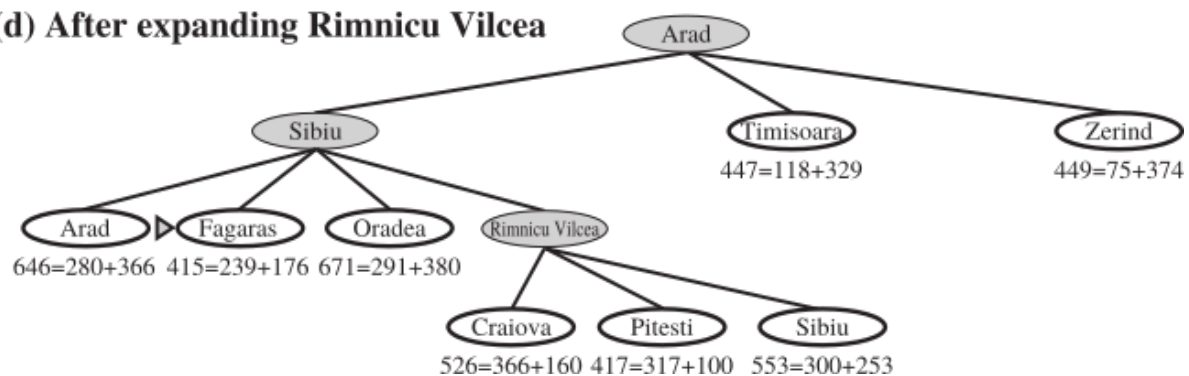 (d) After expanding Rimnicu Vilcea
Arad
Sibiu
Timisoara
Zerind
447=118+329
449=75+374
Arad
Fagaras
Oradea
Rimnicu Vilcea
646=280+366
415=239+176
671=291+380
Craiova
Pitesti
Sibiu
526=366+160
417=317+100
553=300+253